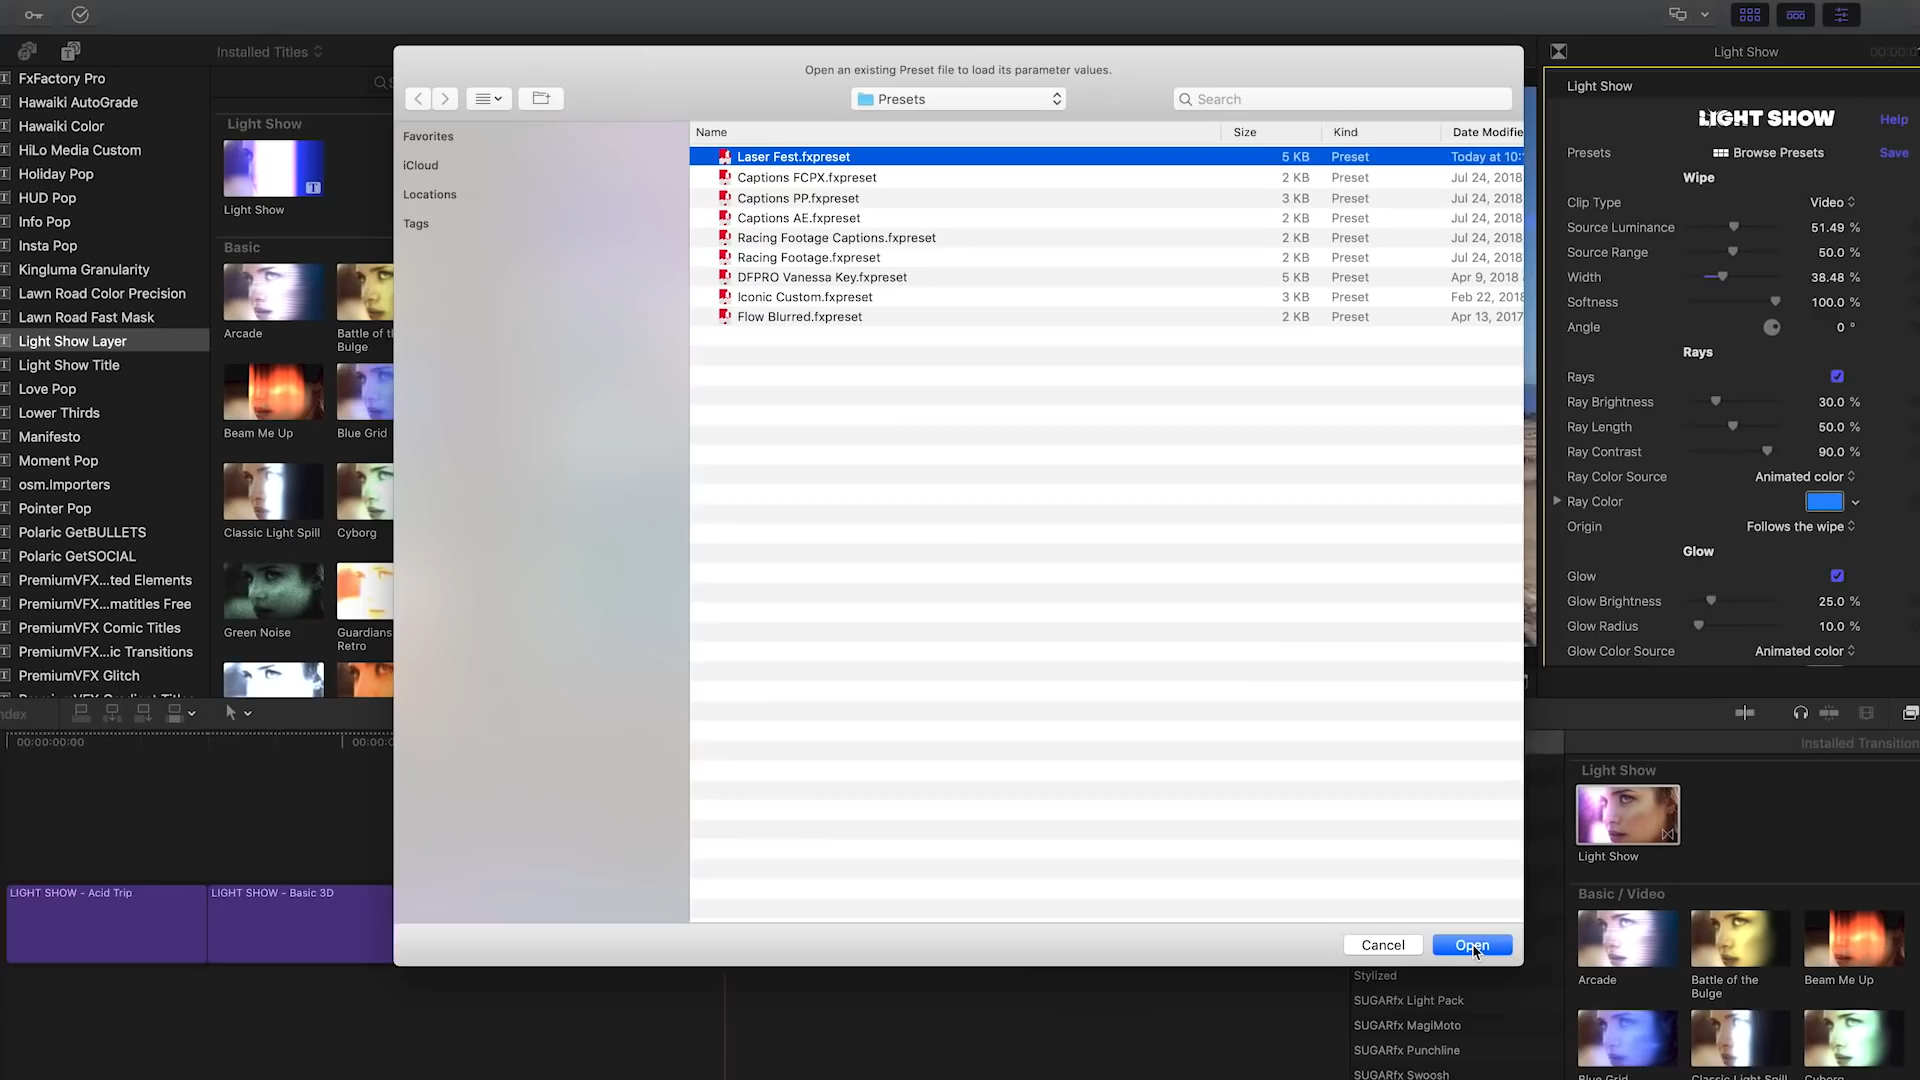 Installed Titles
FxFactory Pro
Hawaiki AutoGrade
Hawaiki Color
HiLo Media Custom
Holiday Pop
HUD Pop
Info Pop
Insta Pop
Kingluma Granularity
Lawn Road Color Precision
Lawn Road Fast Mask
Light Show Layer
Light Show Title
Love Pop
Lower Thirds
Manifesto
Moment Pop
osm.Importers
Pointer Pop
Polaric GetBULLETS
Polaric GetSOCIAL
PremiumVFX...ted Elements
PremiumVFX...matitles Free
PremiumVFX Comic Titles
PremiumVFX...ic Transitions
PremiumVFX Glitch
Light Show
Light Show
Basic
Arcade
Battle of th
Bulge
Beam Me Up
Blue Grid
Classic Light Spill
Cyborg
Green Noise
Guardians
Retro
Open an existing Preset file to load its parameter values.
Presets
Search
Favorites
iCloud
Locations
Tags
Name Size Kind Date Modifie
Laser Fest.fxpreset 5 KB Preset Today at 10:
Captions FCPX.fxpreset 2 KB Preset Jul 24, 2018
Captions PP.fxpreset 3 KB Preset Jul 24, 2018
Captions AE.fxpreset 2 KB Preset Jul 24, 2018
Racing Footage Captions.fxpreset 2 KB Preset Jul 24, 2018
Racing Footage.fxpreset 2 KB Preset Jul 24, 2018
DFPRO Vanessa Key.fxpreset 5 KB Preset Apr 9, 2018
Iconic Custom.fxpreset 3 KB Preset Feb 22, 2018
Flow Blurred.fxpreset 2 KB Preset Apr 13, 2017
Cancel Open
Light Show
Light Show
LIGHT SHOW Help
Presets Browse Presets Save
Wipe
Clip Type Video
Source Luminance 51.49 %
Source Range 50.0 %
Width 38.48 %
Softness 100.0 %
Angle 0 °
Rays
Rays
Ray Brightness 30.0 %
Ray Length 50.0 %
Ray Contrast 90.0 %
Ray Color Source Animated color
Ray Color
Origin Follows the wipe
Glow
Glow
Glow Brightness 25.0 %
Glow Radius 10.0 %
Glow Color Source Animated color
ndex
00:00:00:00
00:00:0
LIGHT SHOW - Acid Trip
LIGHT SHOW - Basic 3D
Installed Transition
Light Show
Light Show
Basic / Video
Arcade
Battle of the
Bulge
Beam Me Up
Blue Grid
Classic Light Spill
Cyborg
Stylized
SUGARfx Light Pack
SUGARfx MagiMoto
SUGARfx Punchline
SUGARfx Swoosh